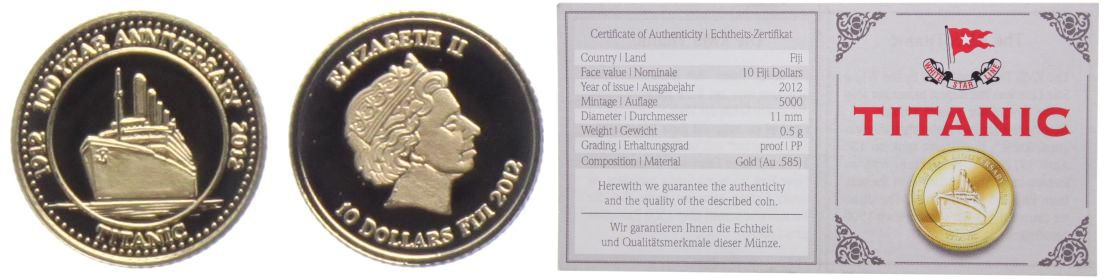 1912 100 YEAR ANNIVERSARY 2012
TITANIC
ELIZABETH II
10 DOLLARS FIJI 2012
Certificate of Authenticity | Echtheits-Zertifikat
Country | Land Fiji
Face value | Nominale 10 Fiji Dollars
Year of issue | Ausgabejahr 2012
Mintage | Auflage 5000
Diameter | Durchmesser 11 mm
Weight | Gewicht 0.5 g
Grading | Erhaltungsgrad proof | PP
Composition | Material Gold (Au .585)
Herewith we guarantee the authenticity
and the quality of the described coin.
Wir garantieren Ihnen die Echtheit
und Qualitätsmerkmale dieser Münze.
WHITE STAR LINE
TITANIC
TITANIC